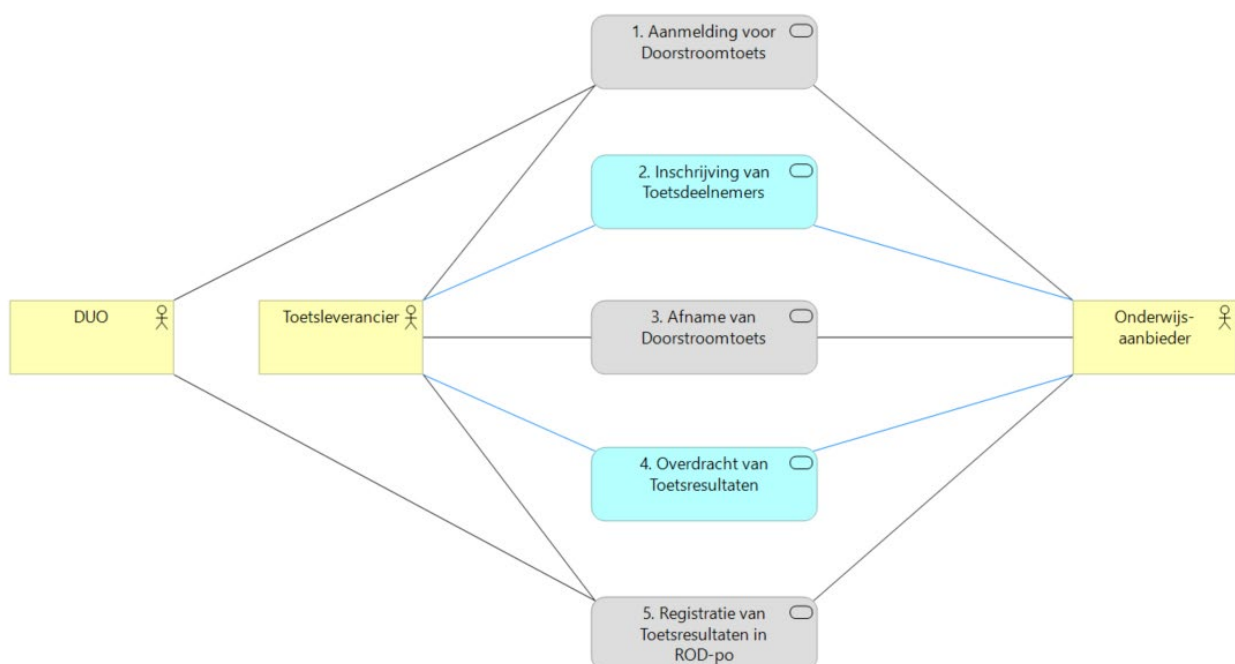 1. Aanmelding voor
Doorstroomtoets
2. Inschrijving van
Toetsdeelnemers
DUO
Toetsleverancier
3. Afname van
Doorstroomtoets
Onderwijs-
aanbieder
4. Overdracht van
Toetsresultaten
5. Registratie van
Toetsresultaten in
ROD-po